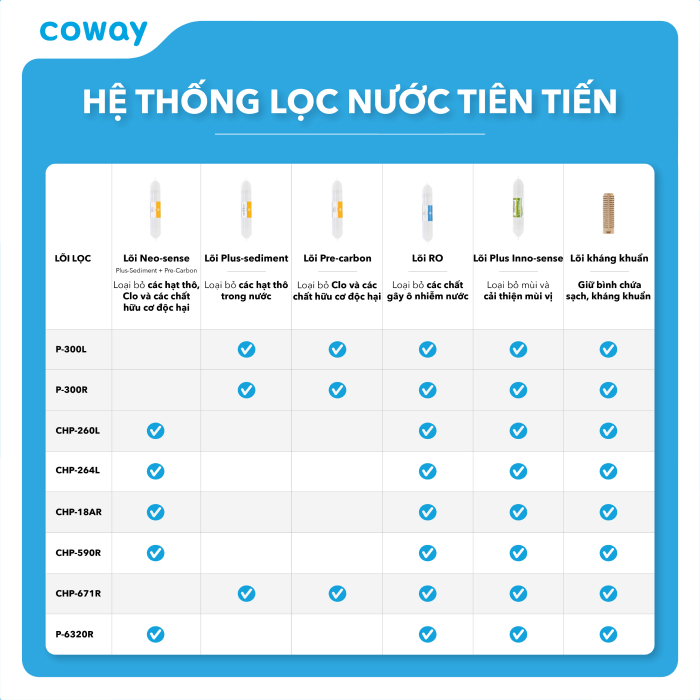 coway
HỆ THỐNG LỌC NƯỚC TIÊN TIẾN
LÕI LỌC
Lõi Neo-sense
Plus-Sediment + Pre-Carbon
Loại bỏ các hạt thô,
Clo và các chất
hữu cơ độc hại
Lõi Plus-sediment
Loại bỏ các hạt thô
trong nước
Lõi Pre-carbon
Loại bỏ Clo và các
chất hữu cơ độc hại
Lõi RO
Loại bỏ các chất
gây ô nhiễm nước
Lõi Plus Inno-sense
Loại bỏ mùi và
cải thiện mùi vị
Lõi kháng khuẩn
Giữ bình chứa
sạch, kháng khuẩn
P-300L
P-300R
CHP-260L
CHP-264L
CHP-18AR
CHP-590R
CHP-671R
P-6320R